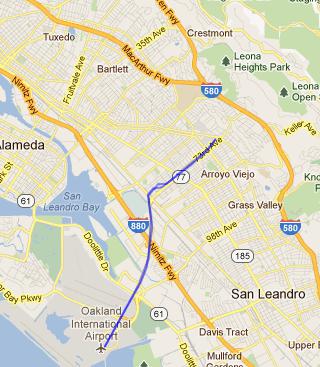 Tuxedo
35th Ave
Crestmont
MacArthur Fwy
Bartlett
Leona
Heights Park
Fruitvale Ave
Nimitz Fwy
580
Leona
Open S
Keller Ave
73rd Ave
Alameda
77
Arroyo Viejo
61
San
Leandro Bay
Grass Valley
580
880
98th Ave
Doolittle Dr
Nimitz Fwy
185
Bay Pkwy
San Leandro
Oakland
International
Airport
61
Davis Tract
Mulford
Gardens